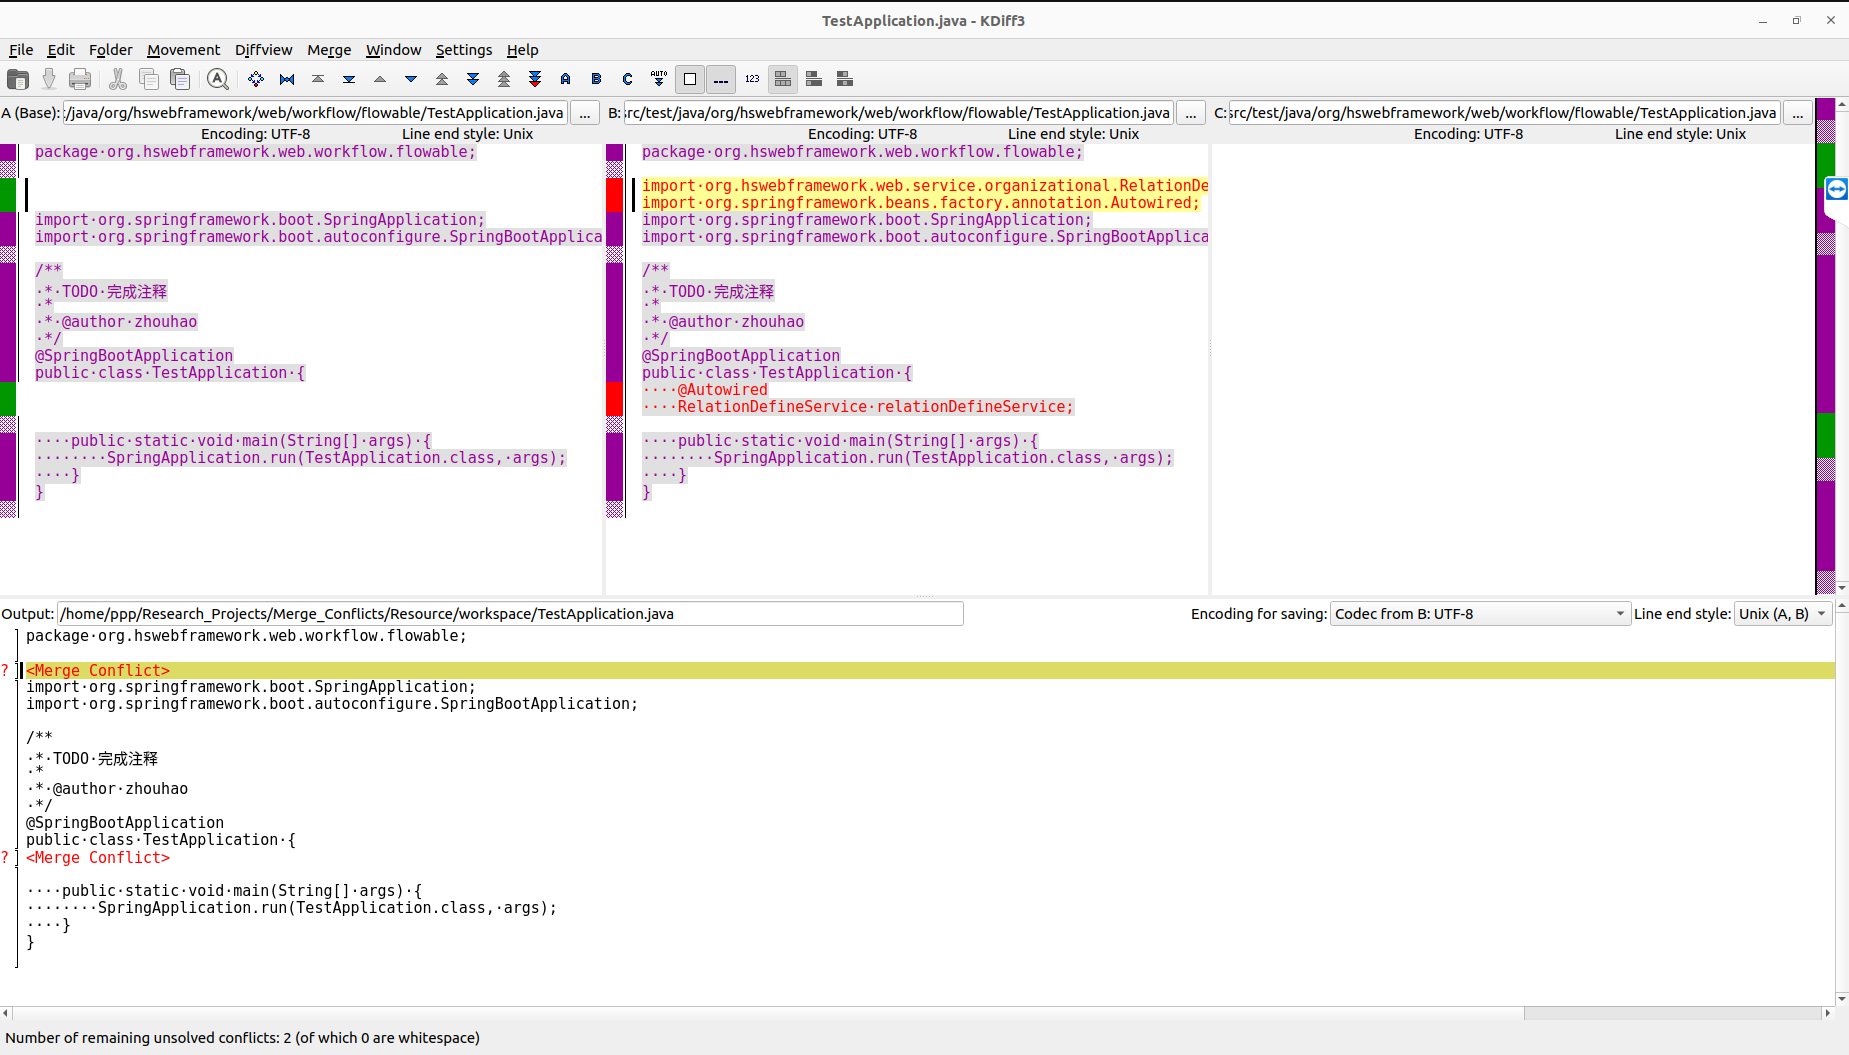 TestApplication.java - KDiff3
File Edit Folder Movement Diffview Merge Window Settings Help
A B C AUTO 123
A (Base): :/java/org/hswebframework/web/workflow/flowable/TestApplication.java ...
Encoding: UTF-8 Line end style: Unix
package·org.hswebframework.web.workflow.flowable;
import·org.springframework.boot.SpringApplication;
import·org.springframework.boot.autoconfigure.SpringBootApplica
/**
·*·TODO·完成注释
·*
·*·@author·zhouhao
·*/
@SpringBootApplication
public·class·TestApplication·{
····public·static·void·main(String[]·args)·{
········SpringApplication.run(TestApplication.class,·args);
····}
}
B: src/test/java/org/hswebframework/web/workflow/flowable/TestApplication.java ...
Encoding: UTF-8 Line end style: Unix
package·org.hswebframework.web.workflow.flowable;
import·org.hswebframework.web.service.organizational.RelationDe
import·org.springframework.beans.factory.annotation.Autowired;
import·org.springframework.boot.SpringApplication;
import·org.springframework.boot.autoconfigure.SpringBootApplica
/**
·*·TODO·完成注释
·*
·*·@author·zhouhao
·*/
@SpringBootApplication
public·class·TestApplication·{
····@Autowired
····RelationDefineService·relationDefineService;
····public·static·void·main(String[]·args)·{
········SpringApplication.run(TestApplication.class,·args);
····}
}
C: src/test/java/org/hswebframework/web/workflow/flowable/TestApplication.java ...
Encoding: UTF-8 Line end style: Unix
Output: /home/ppp/Research_Projects/Merge_Conflicts/Resource/workspace/TestApplication.java Encoding for saving: Codec from B: UTF-8 Line end style: Unix (A, B)
package·org.hswebframework.web.workflow.flowable;
? <Merge Conflict>
import·org.springframework.boot.SpringApplication;
import·org.springframework.boot.autoconfigure.SpringBootApplication;
/**
·*·TODO·完成注释
·*
·*·@author·zhouhao
·*/
@SpringBootApplication
public·class·TestApplication·{
? <Merge Conflict>
····public·static·void·main(String[]·args)·{
········SpringApplication.run(TestApplication.class,·args);
····}
}
Number of remaining unsolved conflicts: 2 (of which 0 are whitespace)